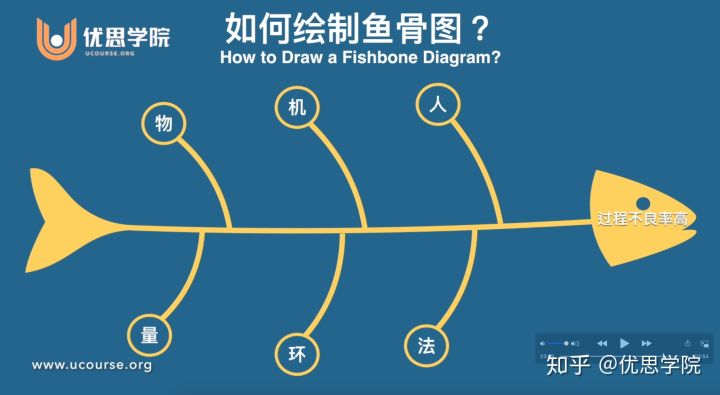 优思学院
UCOURSE.ORG
如何绘制鱼骨图？
How to Draw a Fishbone Diagram?
物
机
人
过程不良率高
量
环
法
www.ucourse.org
知乎 @优思学院